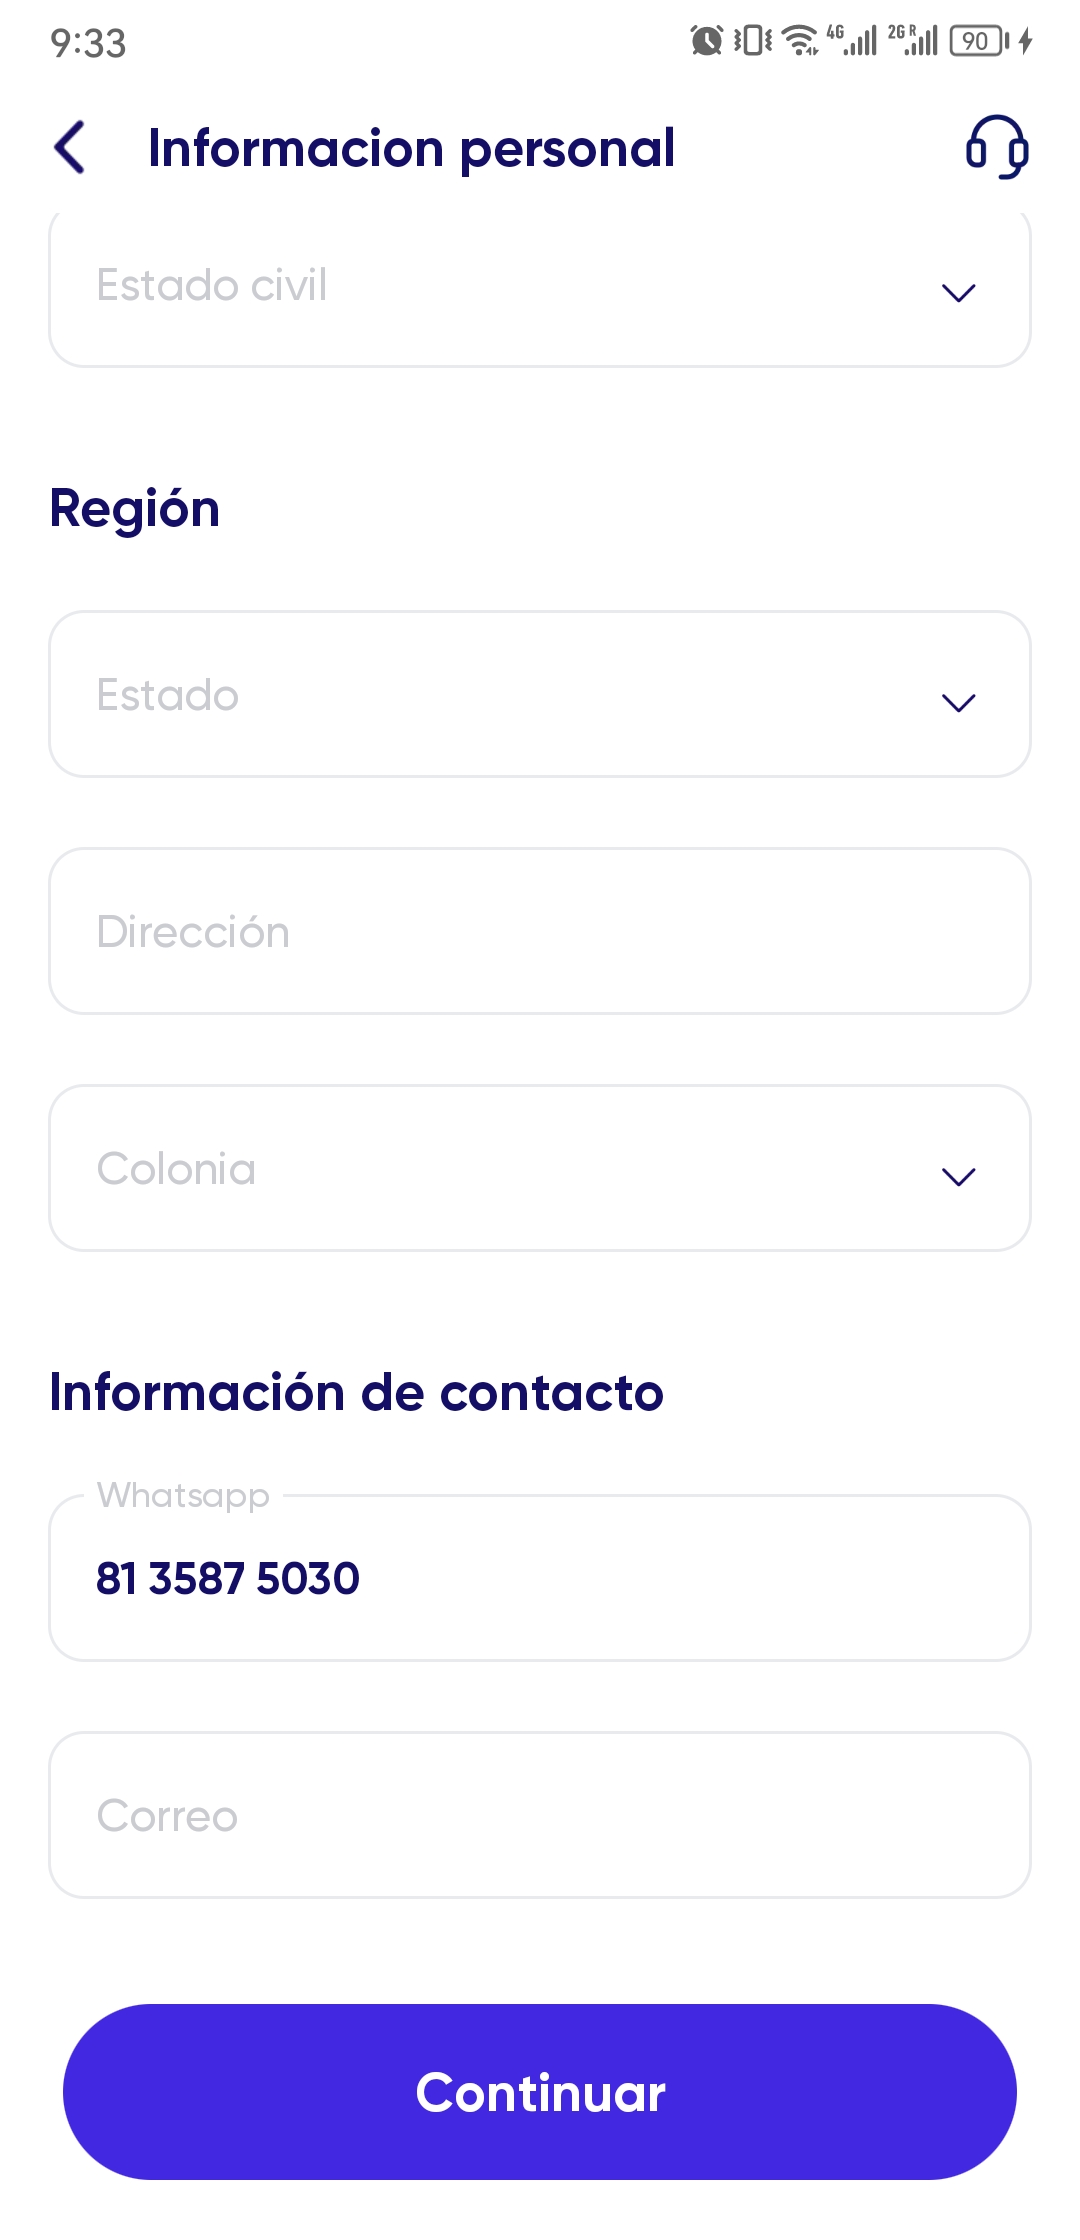 9:33
4G
2G R
90
Informacion personal
Estado civil
Región
Estado
Dirección
Colonia
Información de contacto
Whatsapp
81 3587 5030
Correo
Continuar